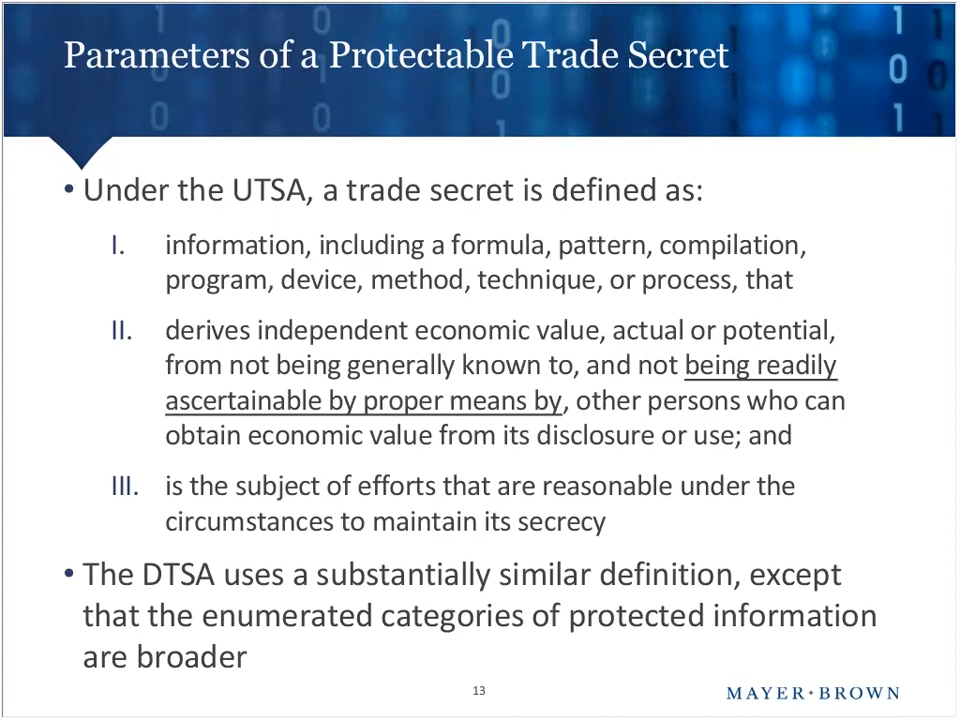 Parameters of a Protectable Trade Secret
• Under the UTSA, a trade secret is defined as:
I. information, including a formula, pattern, compilation,
program, device, method, technique, or process, that
II. derives independent economic value, actual or potential,
from not being generally known to, and not being readily
ascertainable by proper means by, other persons who can
obtain economic value from its disclosure or use; and
III. is the subject of efforts that are reasonable under the
circumstances to maintain its secrecy
• The DTSA uses a substantially similar definition, except
that the enumerated categories of protected information
are broader
13
MAYER•BROWN